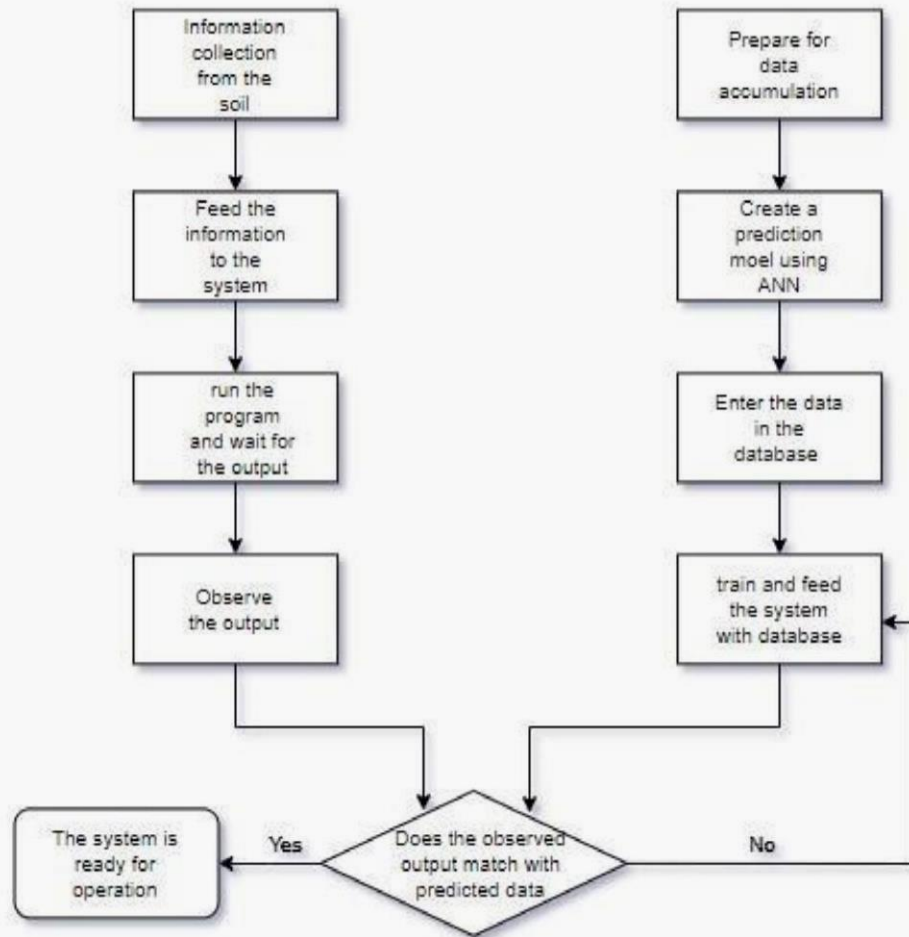 Information
collection
from the
soil
Prepare for
data
accumulation
Feed the
information
to the
system
Create a
prediction
moel using
ANN
run the
program
and wait for
the output
Enter the data
in the
database
Observe
the output
train and feed
the system
with database
The system is
ready for
operation
Yes
Does the observed
output match with
predicted data
No